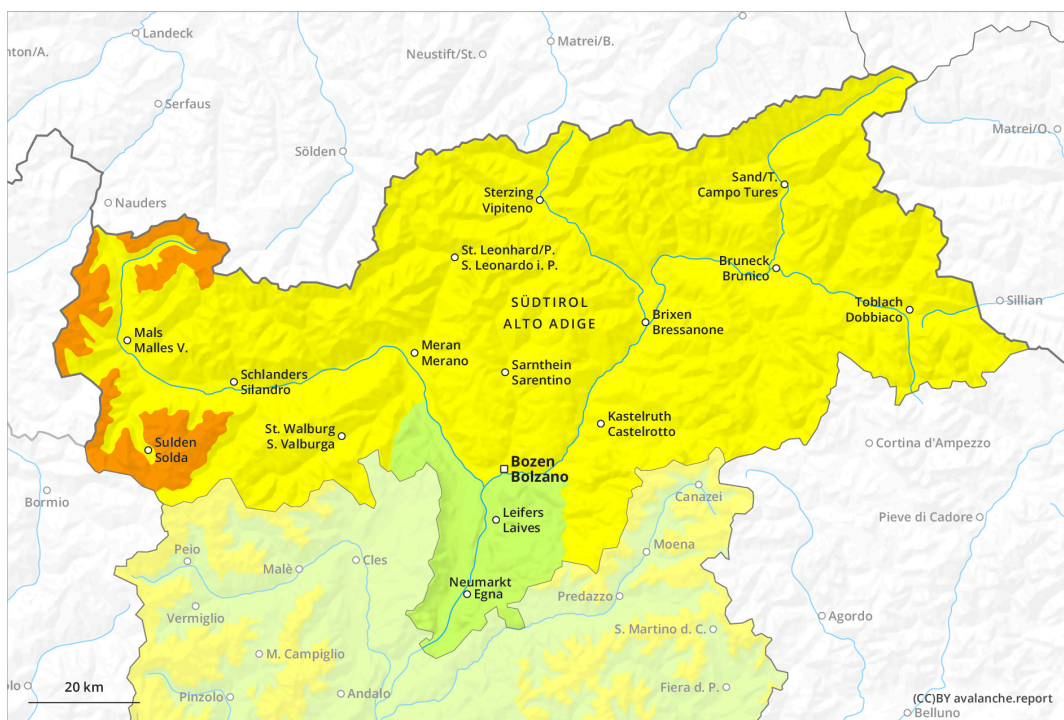 Landeck
Matrei/B.
Neustift/St.
nton/A.
Serfaus
Matrei/O.
Sölden
Sand/T.
Campo Tures
Sterzing
Vipiteno
Nauders
St. Leonhard/P.
S. Leonardo i. P.
Bruneck
Brunico
SÜDTIROL
ALTO ADIGE
Toblach
Dobbiaco
Sillian
Brixen
Bressanone
Mals
Malles V.
Meran
Merano
Sarnthein
Sarentino
Schlanders
Silandro
St. Walburg
S. Valburga
Kastelruth
Castelrotto
Sulden
Solda
Cortina d'Ampezzo
Bozen
Bolzano
Bormio
Canazei
Leifers
Laives
Pieve di Cadore
Peio
Moena
Cles
Malè
Neumarkt
Egna
Predazzo
Vermiglio
Agordo
S. Martino d. C.
M. Campiglio
olo
20 km
Pinzolo
Andalo
Fiera d. P.
(CC)BY avalanche.report
Belluno